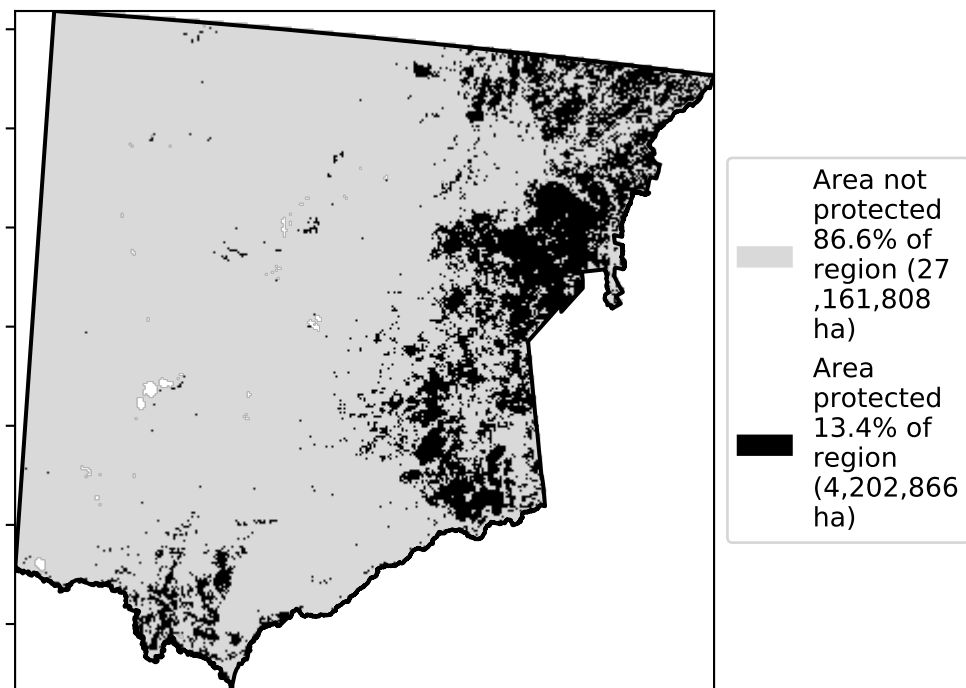 Area not
protected
86.6% of
region (27
,161,808
ha)
Area
protected
13.4% of
region
(4,202,866
ha)